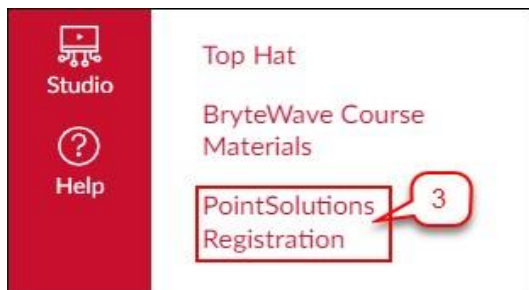 Studio
Help
Top Hat
BryteWave Course
Materials
PointSolutions
Registration
3